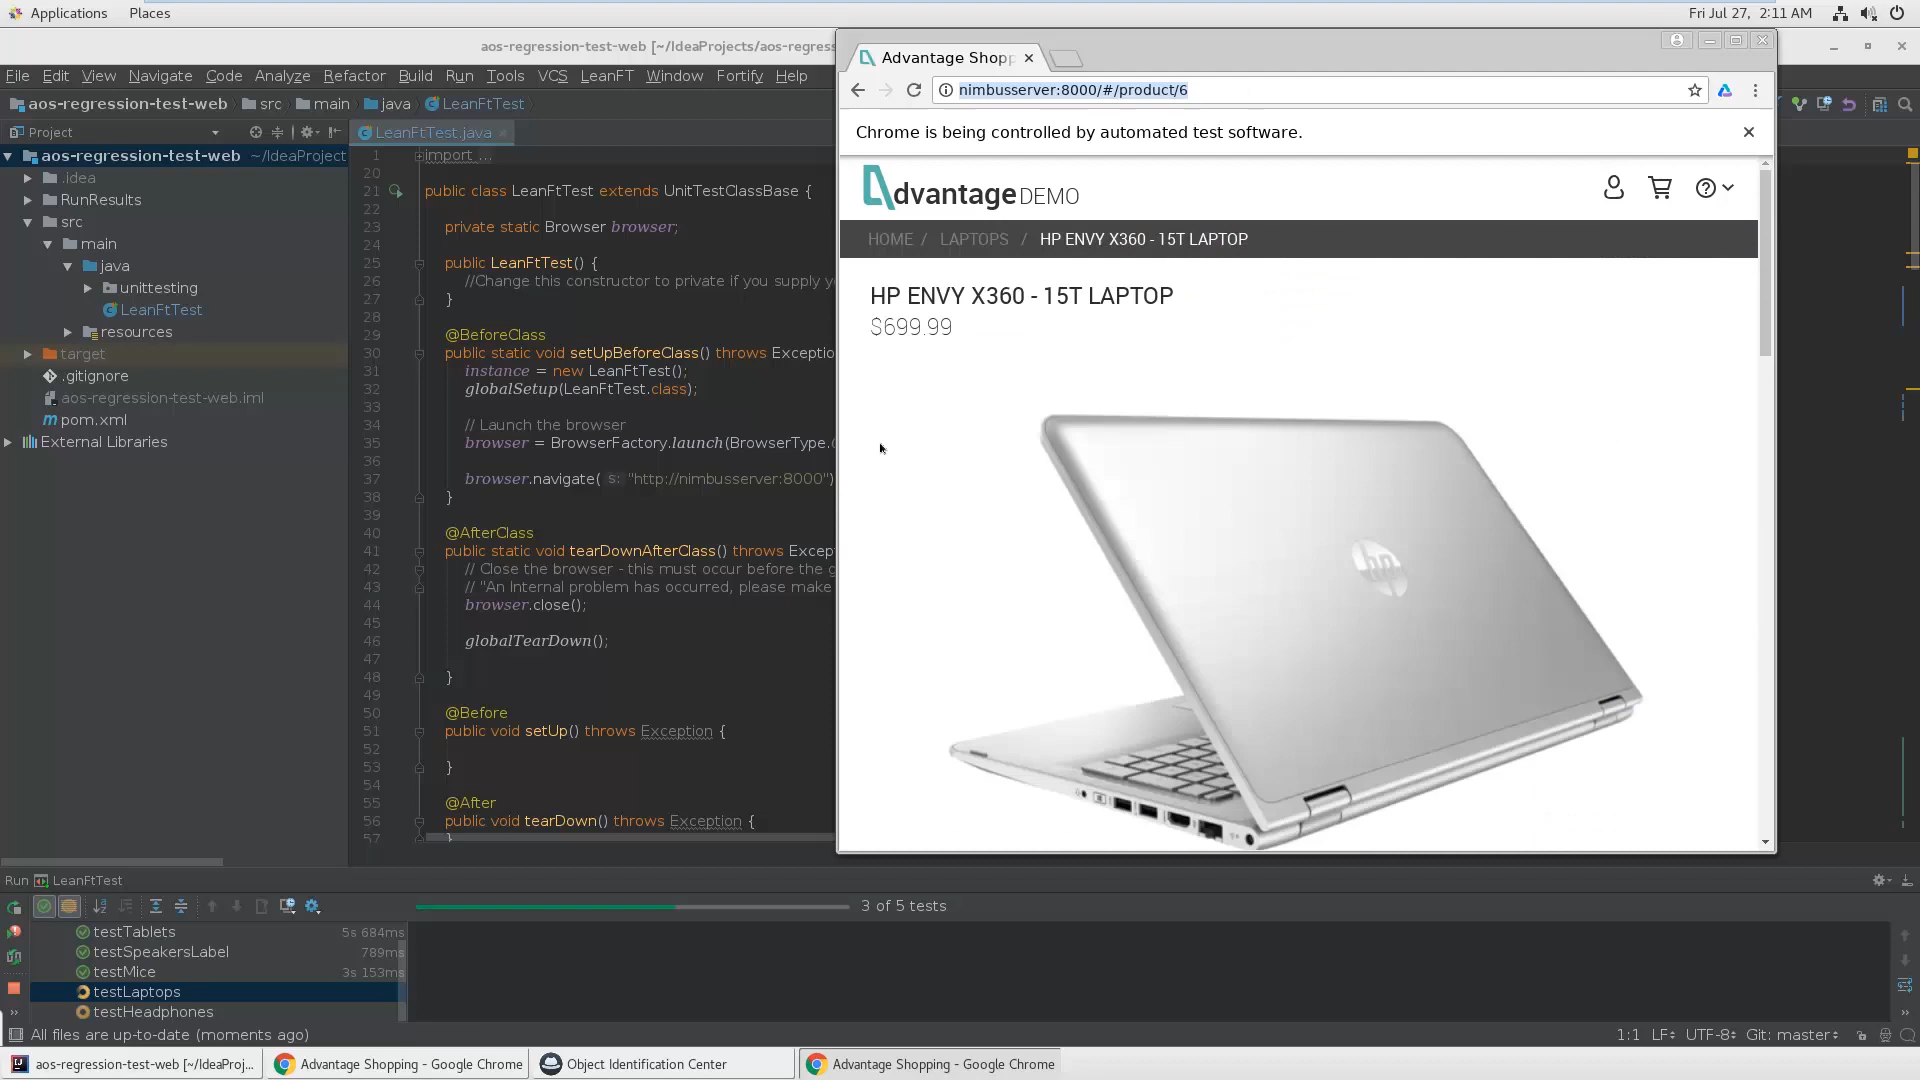 Applications Places
Fri Jul 27, 2:11 AM
aos-regression-test-web [~/IdeaProjects/aos-regress
File Edit View Navigate Code Analyze Refactor Build Run Tools VCS LeanFT Window Fortify Help
aos-regression-test-web src main java LeanFtTest
Project
LeanFtTest.java
aos-regression-test-web ~/IdeaProject
.idea
RunResults
src
main
java
unittesting
LeanFtTest
resources
target
.gitignore
aos-regression-test-web.iml
pom.xml
External Libraries
1 import ...
20
21 public class LeanFtTest extends UnitTestClassBase {
22
23 private static Browser browser;
24
25 public LeanFtTest() {
26 //Change this constructor to private if you supply y
27 }
28
29 @BeforeClass
30 public static void setUpBeforeClass() throws Exceptio
31 instance = new LeanFtTest();
32 globalSetup(LeanFtTest.class);
33
34 // Launch the browser
35 browser = BrowserFactory.launch(BrowserType.
36
37 browser.navigate( s: "http://nimbusserver:8000")
38 }
39
40 @AfterClass
41 public static void tearDownAfterClass() throws Excep
42 // Close the browser - this must occur before the g
43 // "An Internal problem has occurred, please make
44 browser.close();
45
46 globalTearDown();
47
48 }
49
50 @Before
51 public void setUp() throws Exception {
52
53 }
54
55 @After
56 public void tearDown() throws Exception {
57 }
Advantage Shopp
nimbusserver:8000/#/product/6
Chrome is being controlled by automated test software.
dvantage DEMO
HOME / LAPTOPS / HP ENVY X360 - 15T LAPTOP
HP ENVY X360 - 15T LAPTOP
$699.99
hp
Run LeanFtTest
3 of 5 tests
testTablets 5s 684ms
testSpeakersLabel 789ms
testMice 3s 153ms
testLaptops
testHeadphones
All files are up-to-date (moments ago)
1:1 LF UTF-8 Git: master
aos-regression-test-web [~/IdeaProj... Advantage Shopping - Google Chrome Object Identification Center Advantage Shopping - Google Chrome